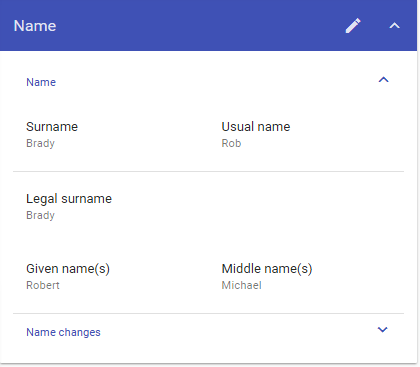 Name
Name
Surname Usual name
Brady Rob
Legal surname
Brady
Given name(s) Middle name(s)
Robert Michael
Name changes